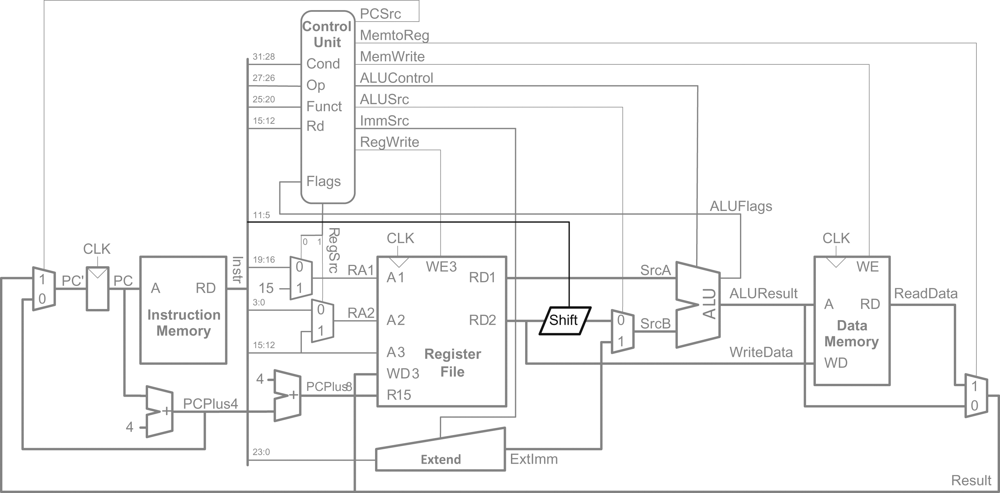 PCSrc
Control
Unit
MemtoReg
MemWrite
31:28
Cond
ALUControl
27:26
Op
ALUSrc
25:20
Funct
ImmSrc
15:12
Rd
RegWrite
Flags
ALUFlags
11:5
RegSrc
0 1
CLK
CLK
CLK
19:16
0
RA1
A1
WE3
RD1
SrcA
WE
1
PC'
PC
A
RD
Instr
15
1
0
3:0
0
RA2
A2
RD2
Shift
0
SrcB
ALU
ALUResult
A
RD
ReadData
Instruction
Memory
1
1
Data
Memory
15:12
A3
Register
File
WriteData
WD
WD3
4
PCPlus8
+
R15
1
0
PCPlus4
+
4
23:0
Extend
ExtImm
Result